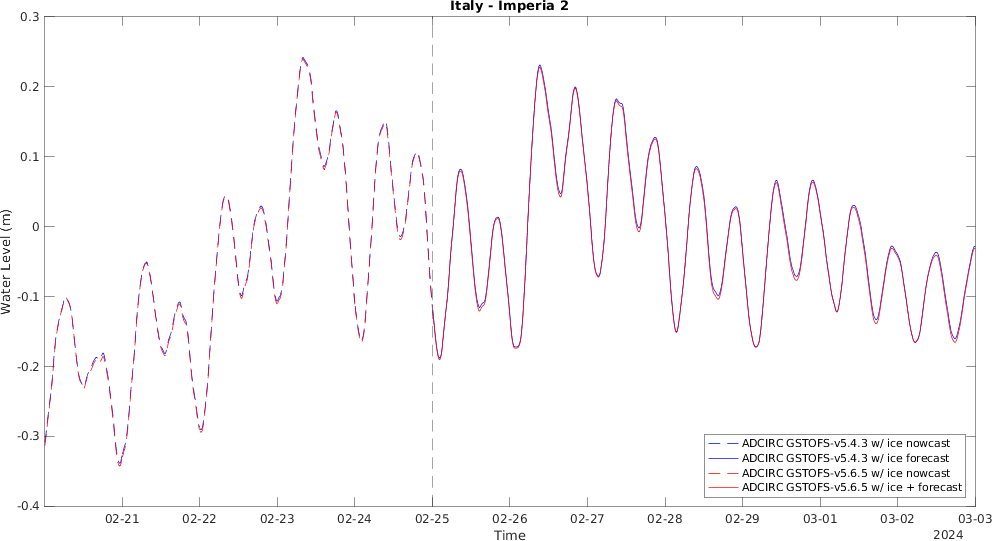 Italy - Imperia 2
0.3
0.2
0.1
0
-0.1
-0.2
-0.3
-0.4
Water Level (m)
ADCIRC GSTOFS-v5.4.3 w/ ice nowcast
ADCIRC GSTOFS-v5.4.3 w/ ice forecast
ADCIRC GSTOFS-v5.6.5 w/ ice nowcast
ADCIRC GSTOFS-v5.6.5 w/ ice + forecast
02-21 02-22 02-23 02-24 02-25 02-26 02-27 02-28 02-29 03-01 03-02 03-03
Time
2024